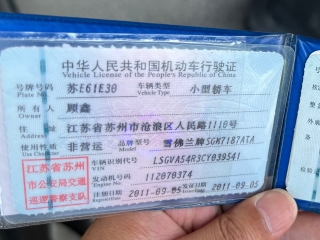 中华人民共和国机动车行驶证
Vehicle License of the People's Republic of China
号牌号码 苏E61E30 车辆类型 小型轿车
Plate No. Vehicle Type
所有人 顾鑫
Owner
住址 江苏省苏州市沧浪区人民路1116号
Address
使用性质 非营运 品牌型号 雪佛兰牌SGM7187ATA
Use Character Model
江苏省苏州市公安局交通巡逻警察支队
车辆识别代号 LSGVA54R3CY039541
VIN
发动机号码 112070374
Engine No.
注册日期 2011-09-05 发证日期 2011-09-05
Register Date Issue Date